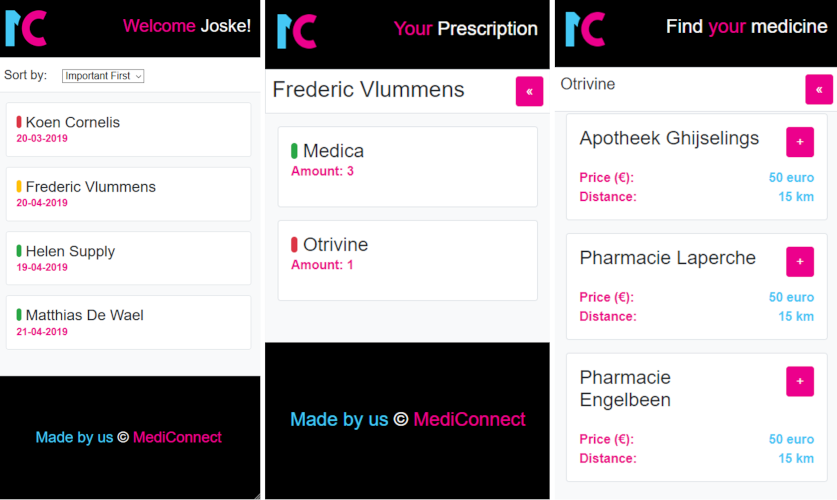 Welcome Joske!
Sort by: Important First
Koen Cornelis
20-03-2019
Frederic Vlummens
20-04-2019
Helen Supply
19-04-2019
Matthias De Wael
21-04-2019
Made by us © MediConnect
Your Prescription
Frederic Vlummens «
Medica
Amount: 3
Otrivine
Amount: 1
Made by us © MediConnect
Find your medicine
Otrivine «
Apotheek Ghijselings +
Price (€): 50 euro
Distance: 15 km
Pharmacie Laperche +
Price (€): 50 euro
Distance: 15 km
Pharmacie +
Engelbeen
Price (€): 50 euro
Distance: 15 km